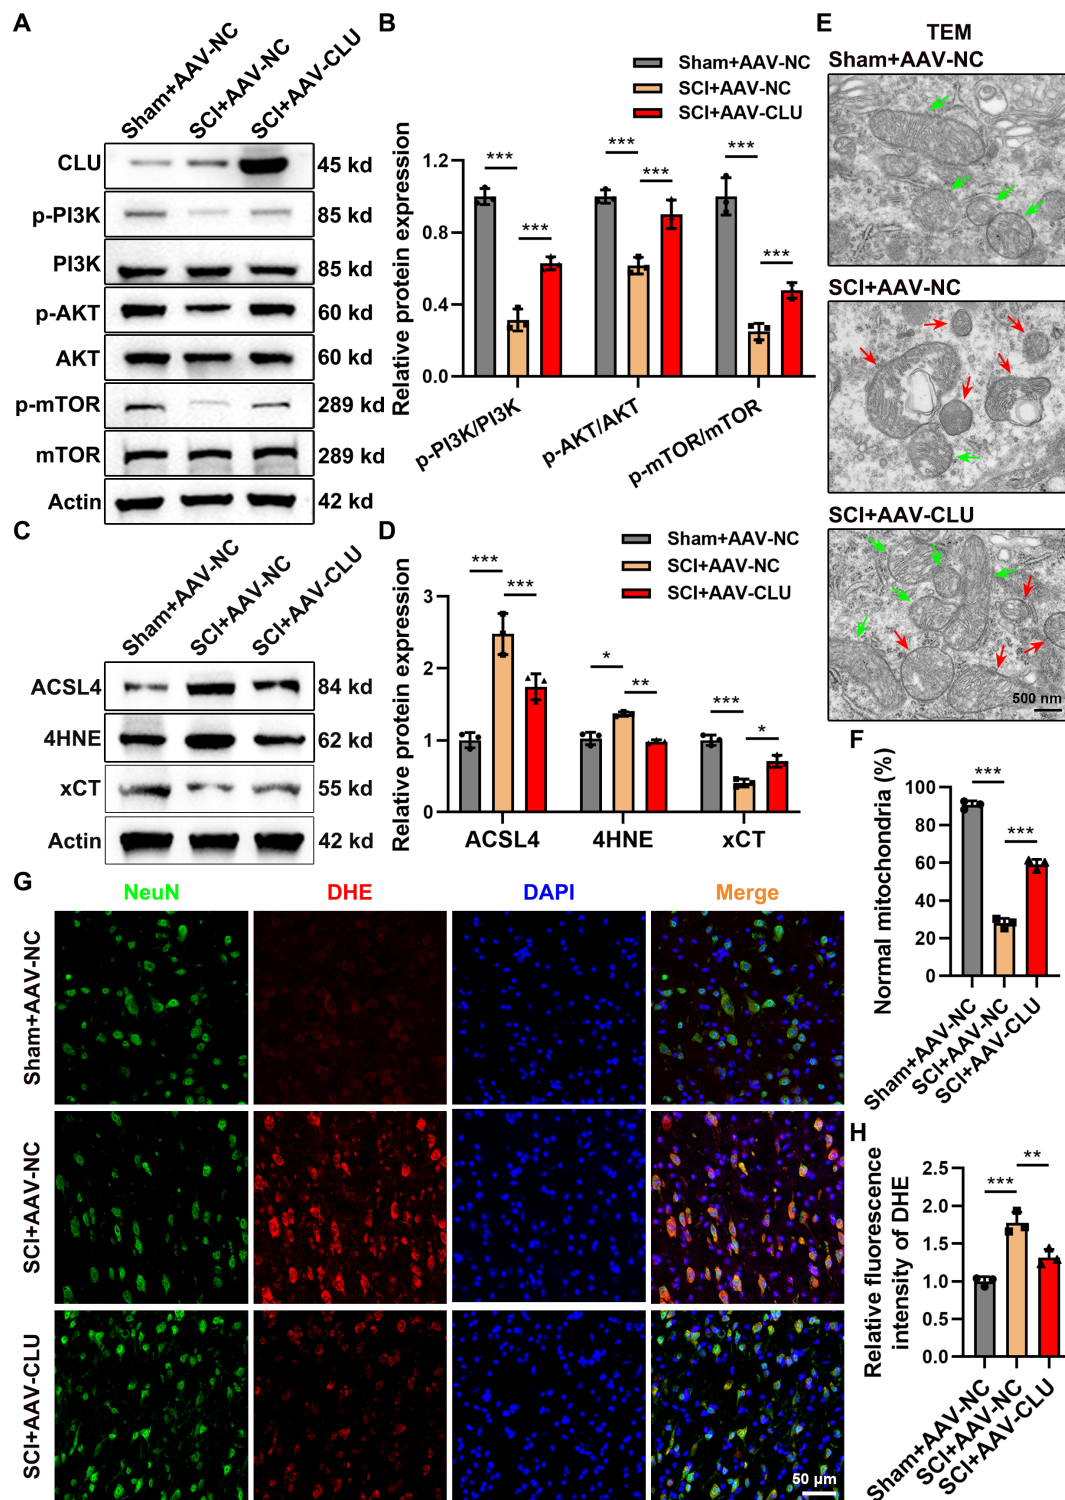 A
Sham+AAV-NC
SCI+AAV-NC
SCI+AAV-CLU
CLU
45 kd
p-PI3K
85 kd
PI3K
85 kd
p-AKT
60 kd
AKT
60 kd
p-mTOR
289 kd
mTOR
289 kd
Actin
42 kd
B
Sham+AAV-NC
SCI+AAV-NC
SCI+AAV-CLU
Relative protein expression
1.2
0.8
0.4
0.0
*** *** *** *** *** ***
p-PI3K/PI3K
p-AKT/AKT
p-mTOR/mTOR
C
Sham+AAV-NC
SCI+AAV-NC
SCI+AAV-CLU
ACSL4
84 kd
4HNE
62 kd
xCT
55 kd
Actin
42 kd
D
Sham+AAV-NC
SCI+AAV-NC
SCI+AAV-CLU
Relative protein expression
3
2
1
0
*** *** * ** *** *
ACSL4
4HNE
xCT
E
TEM
Sham+AAV-NC
SCI+AAV-NC
SCI+AAV-CLU
500 nm
F
Normal mitochondria (%)
100
80
60
40
20
0
*** ***
Sham+AAV-NC
SCI+AAV-NC
SCI+AAV-CLU
G
NeuN
DHE
DAPI
Merge
Sham+AAV-NC
SCI+AAV-NC
SCI+AAV-CLU
50 μm
H
Relative fluorescence
intensity of DHE
2.5
2.0
1.5
1.0
0.5
0.0
*** **
Sham+AAV-NC
SCI+AAV-NC
SCI+AAV-CLU